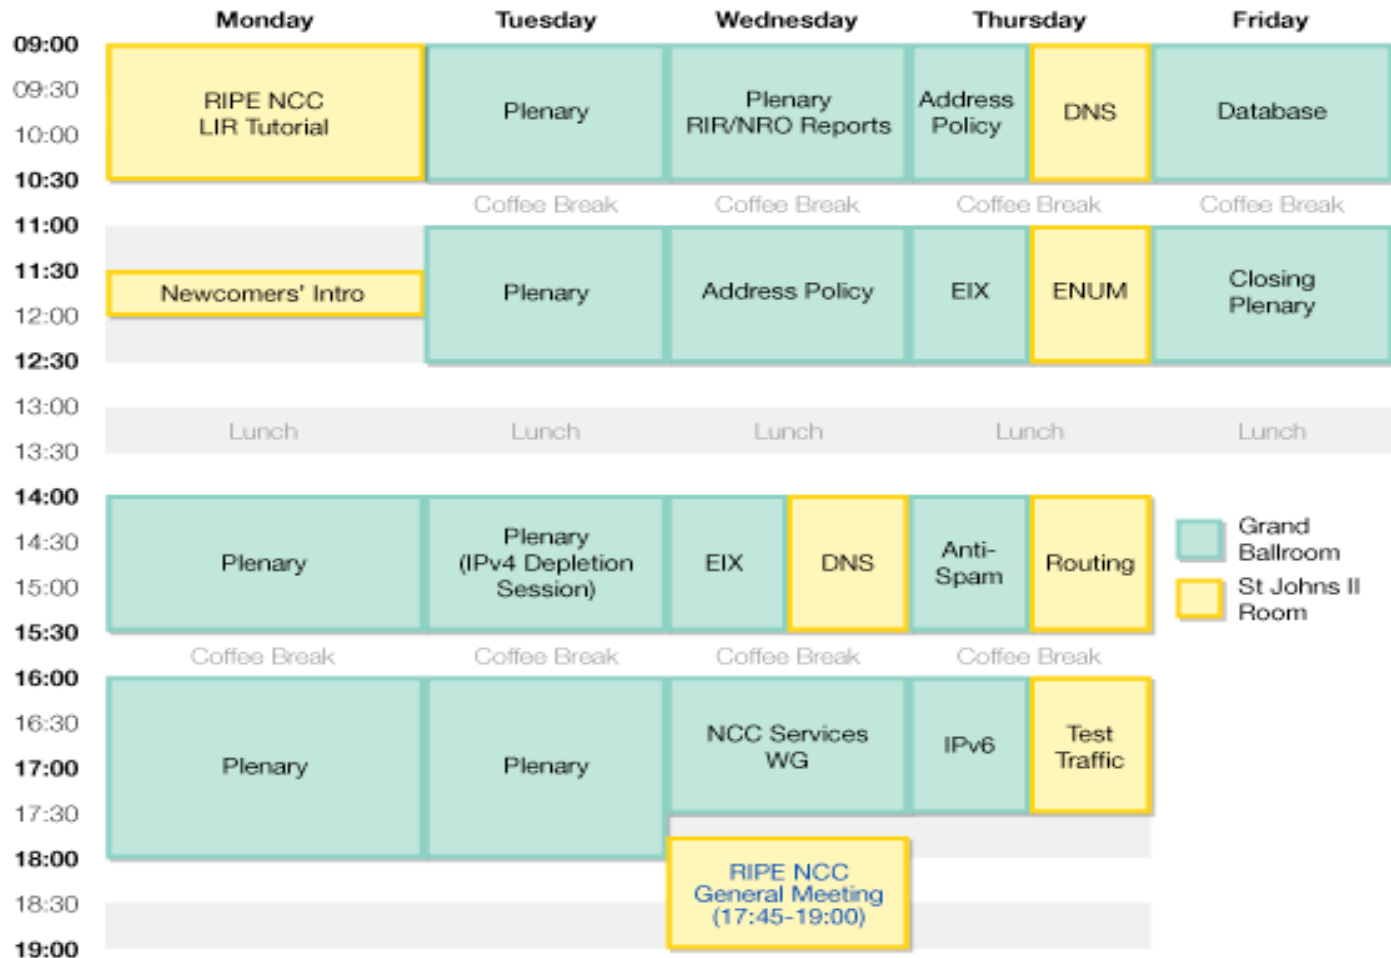 Monday Tuesday Wednesday Thursday Friday
09:00
09:30
10:00
10:30
RIPE NCC
LIR Tutorial
Plenary
Plenary
RIR/NRO Reports
Address
Policy
DNS
Database
Coffee Break Coffee Break Coffee Break Coffee Break
11:00
11:30
12:00
12:30
Newcomers' Intro
Plenary
Address Policy
EIX
ENUM
Closing
Plenary
13:00
13:30
Lunch Lunch Lunch Lunch Lunch
14:00
14:30
15:00
15:30
Plenary
Plenary
(IPv4 Depletion
Session)
EIX
DNS
Anti-
Spam
Routing
Grand
Ballroom
St Johns II
Room
Coffee Break Coffee Break Coffee Break Coffee Break
16:00
16:30
17:00
17:30
18:00
18:30
19:00
Plenary
Plenary
NCC Services
WG
IPv6
Test
Traffic
RIPE NCC
General Meeting
(17:45-19:00)